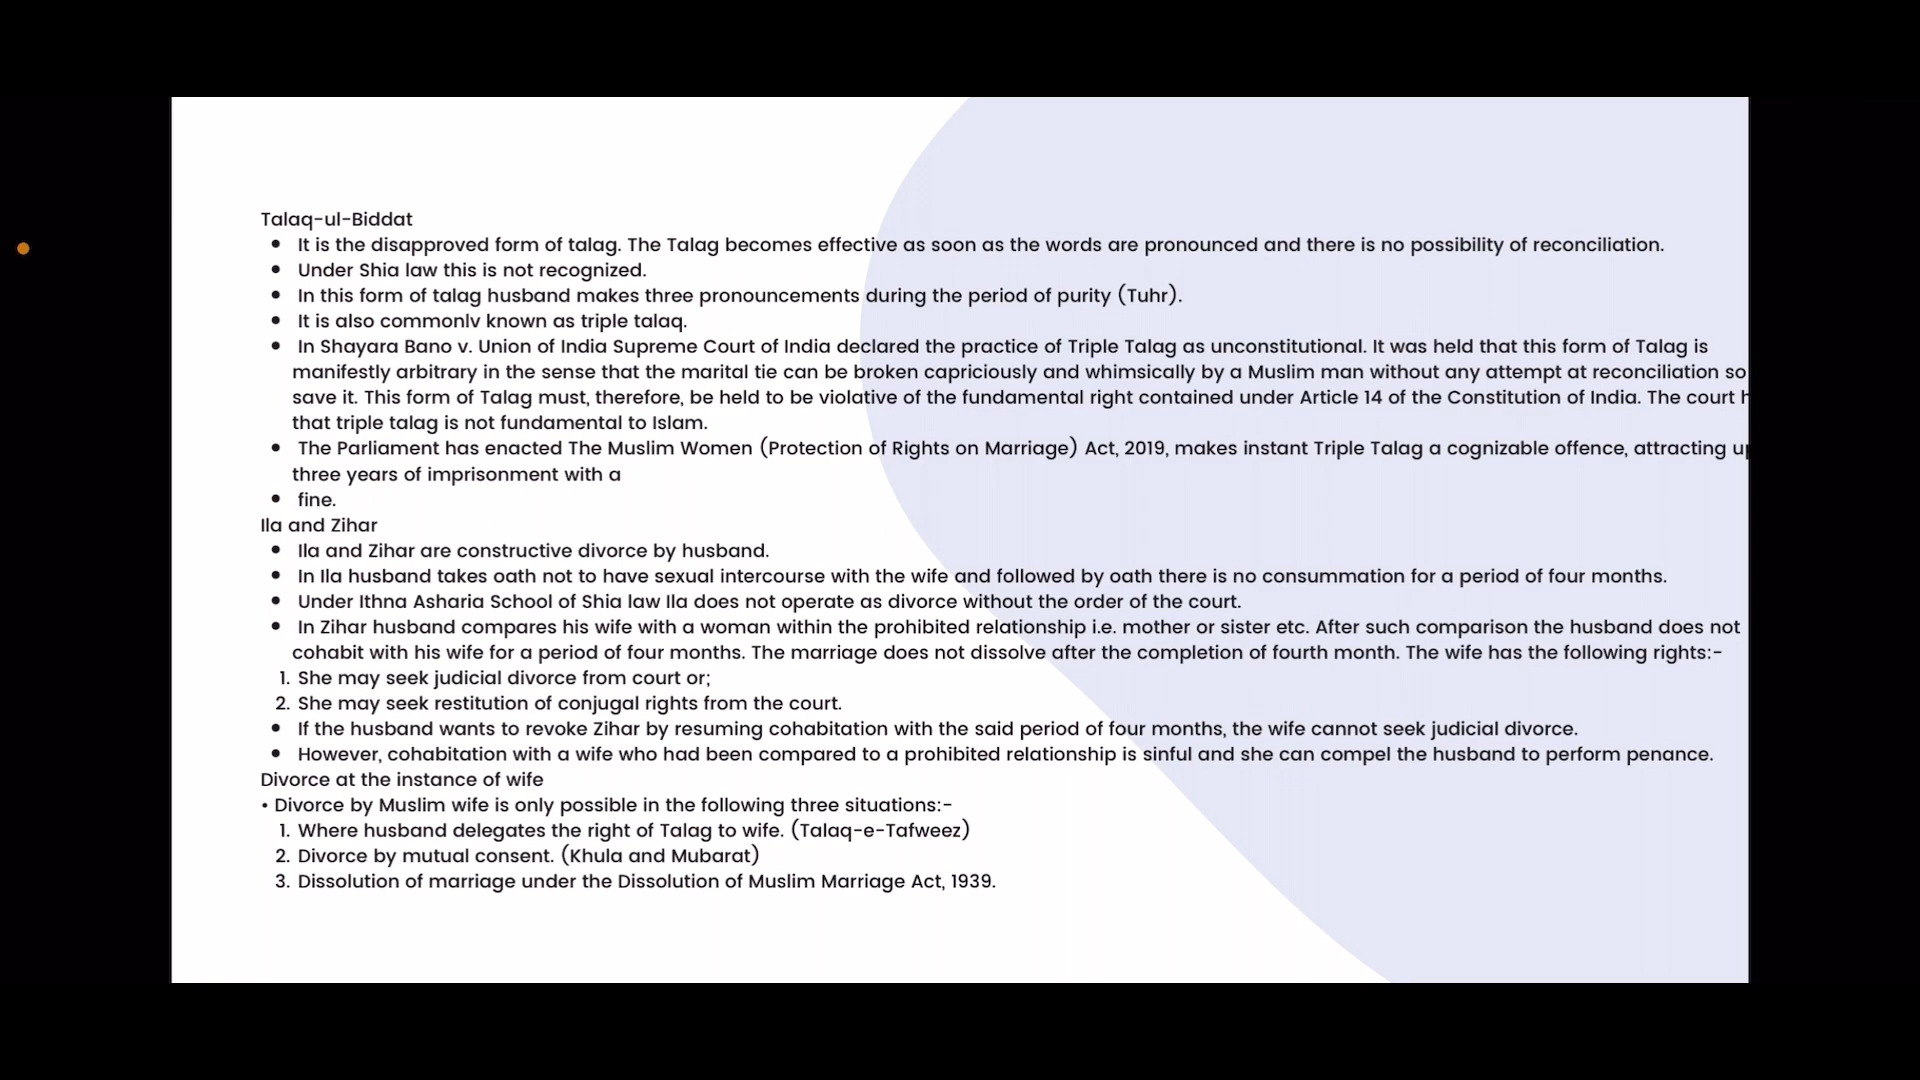 Talaq-ul-Biddat
• It is the disapproved form of talag. The Talag becomes effective as soon as the words are pronounced and there is no possibility of reconciliation.
• Under Shia law this is not recognized.
• In this form of talag husband makes three pronouncements during the period of purity (Tuhr).
• It is also commonlv known as triple talaq.
• In Shayara Bano v. Union of India Supreme Court of India declared the practice of Triple Talag as unconstitutional. It was held that this form of Talag is
manifestly arbitrary in the sense that the marital tie can be broken capriciously and whimsically by a Muslim man without any attempt at reconciliation so
save it. This form of Talag must, therefore, be held to be violative of the fundamental right contained under Article 14 of the Constitution of India. The court
that triple talag is not fundamental to Islam.
• The Parliament has enacted The Muslim Women (Protection of Rights on Marriage) Act, 2019, makes instant Triple Talag a cognizable offence, attracting
three years of imprisonment with a
• fine.
Ila and Zihar
• Ila and Zihar are constructive divorce by husband.
• In Ila husband takes oath not to have sexual intercourse with the wife and followed by oath there is no consummation for a period of four months.
• Under Ithna Asharia School of Shia law Ila does not operate as divorce without the order of the court.
• In Zihar husband compares his wife with a woman within the prohibited relationship i.e. mother or sister etc. After such comparison the husband does not
cohabit with his wife for a period of four months. The marriage does not dissolve after the completion of fourth month. The wife has the following rights:-
1. She may seek judicial divorce from court or;
2. She may seek restitution of conjugal rights from the court.
• If the husband wants to revoke Zihar by resuming cohabitation with the said period of four months, the wife cannot seek judicial divorce.
• However, cohabitation with a wife who had been compared to a prohibited relationship is sinful and she can compel the husband to perform penance.
Divorce at the instance of wife
• Divorce by Muslim wife is only possible in the following three situations:-
1. Where husband delegates the right of Talag to wife. (Talaq-e-Tafweez)
2. Divorce by mutual consent. (Khula and Mubarat)
3. Dissolution of marriage under the Dissolution of Muslim Marriage Act, 1939.